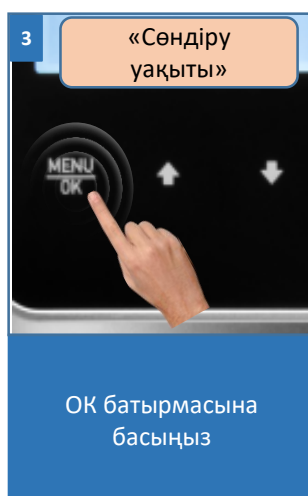 3
«Сөндіру
уақыты»
MENU
OK
ОК батырмасына
басыңыз